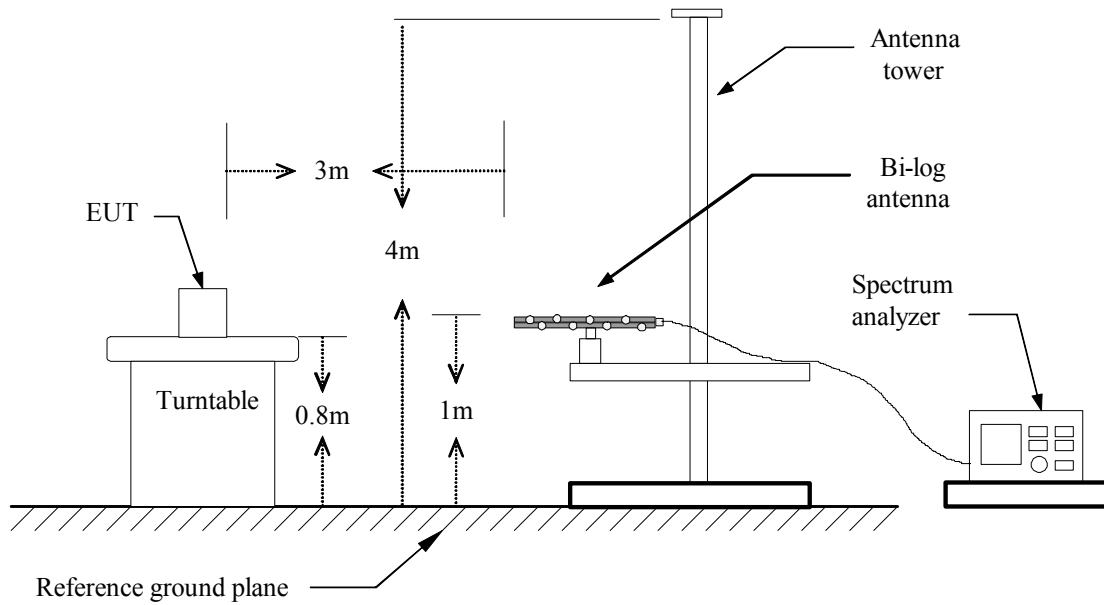 Antenna
tower
3m
Bi-log
antenna
EUT
4m
Spectrum
analyzer
Turntable
0.8m
1m
Reference ground plane